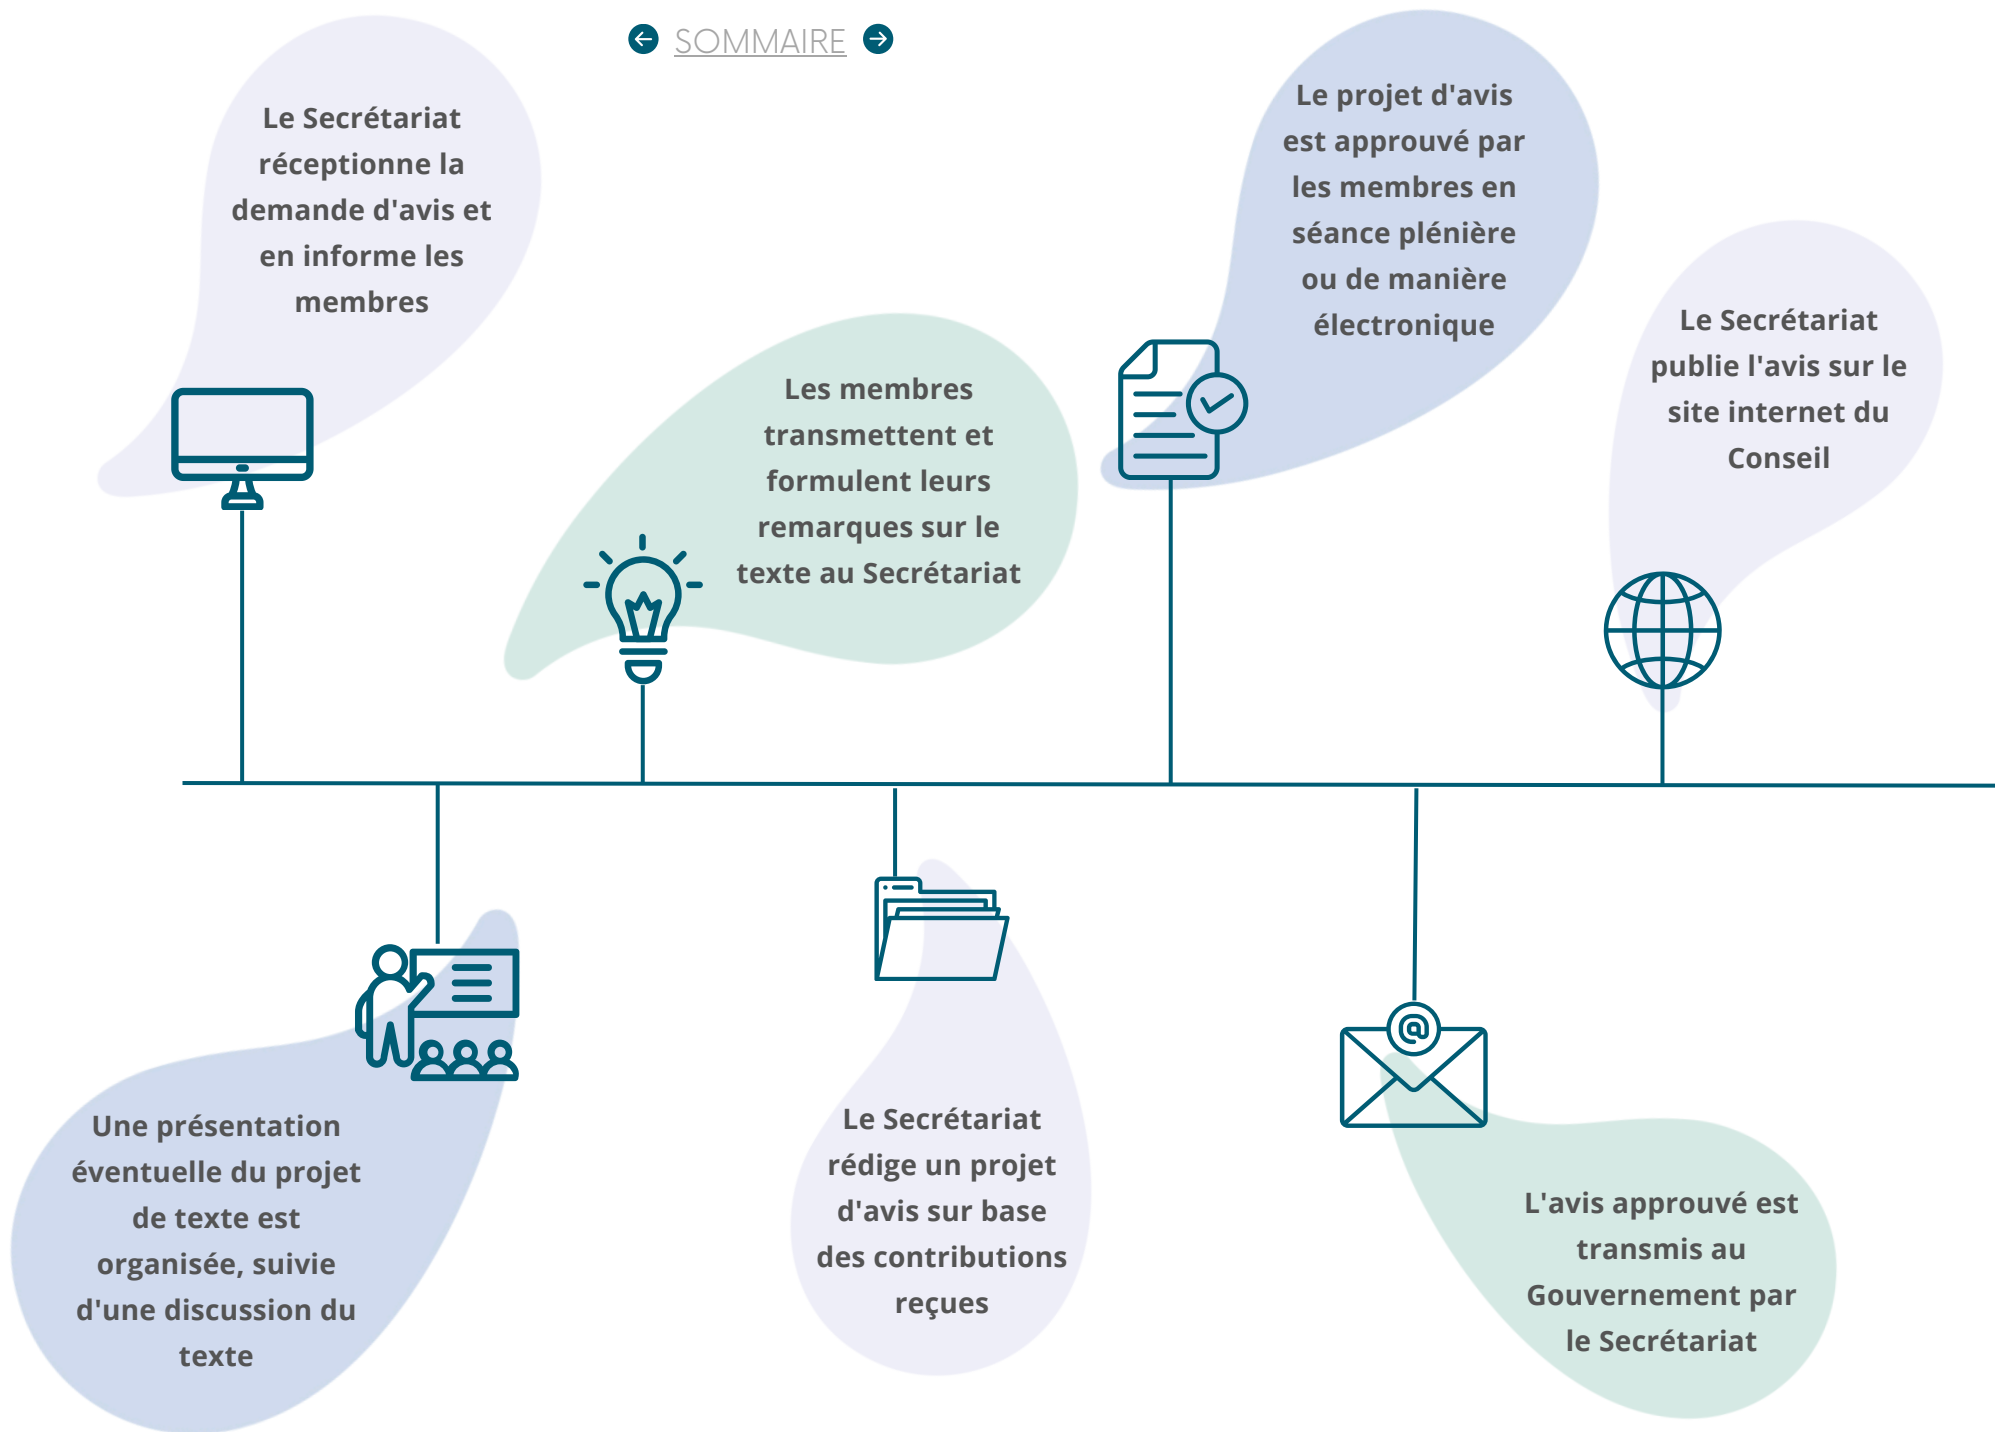 SOMMAIRE
Le Secrétariat
réceptionne la
demande d'avis et
en informe les
membres
Une présentation
éventuelle du projet
de texte est
organisée, suivie
d'une discussion du
texte
Les membres
transmettent et
formulent leurs
remarques sur le
texte au Secrétariat
Le Secrétariat
rédige un projet
d'avis sur base
des contributions
reçues
Le projet d'avis
est approuvé par
les membres en
séance plénière
ou de manière
électronique
@
L'avis approuvé est
transmis au
Gouvernement par
le Secrétariat
Le Secrétariat
publie l'avis sur le
site internet du
Conseil